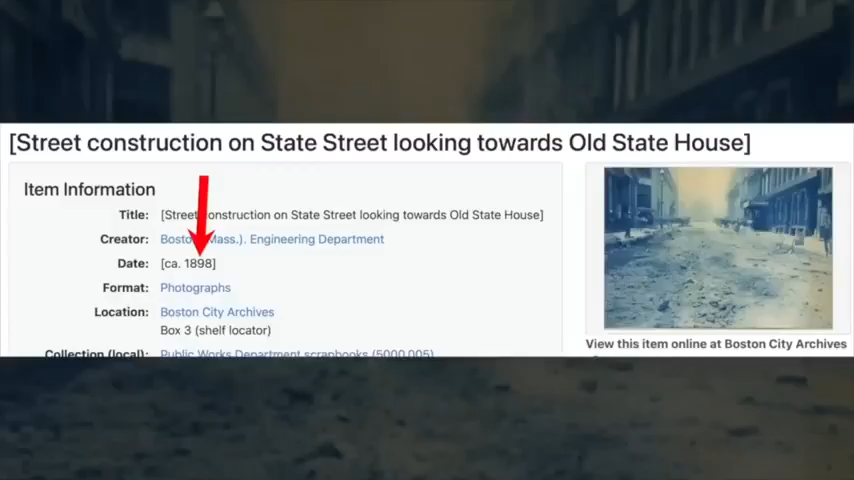 [Street construction on State Street looking towards Old State House]
Item Information
Title: [Street construction on State Street looking towards Old State House]
Creator: Boston (Mass.). Engineering Department
Date: [ca. 1898]
Format: Photographs
Location: Boston City Archives
Box 3 (shelf locator)
Collection (local): Public Works Department scrapbooks (5000.005)
View this item online at Boston City Archives